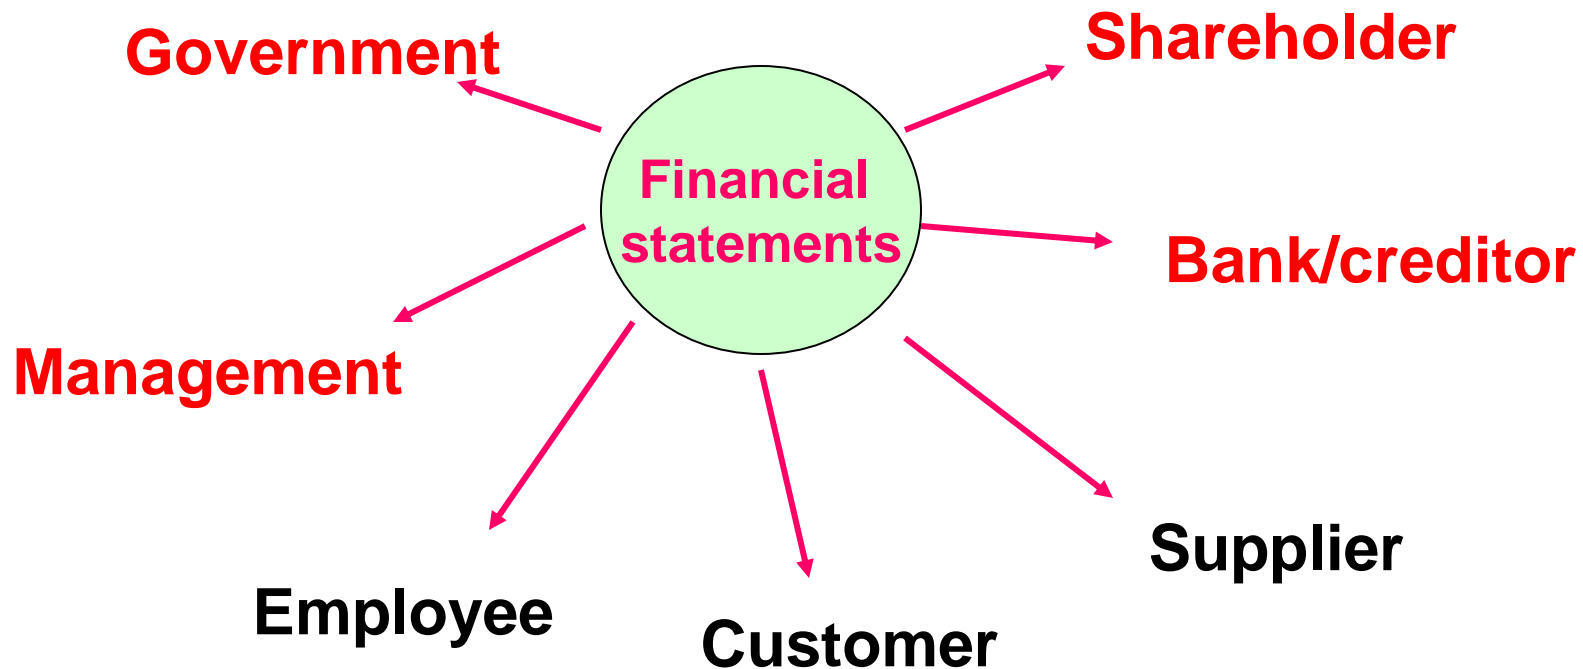 Government
Shareholder
Financial
statements
Bank/creditor
Management
Supplier
Employee
Customer